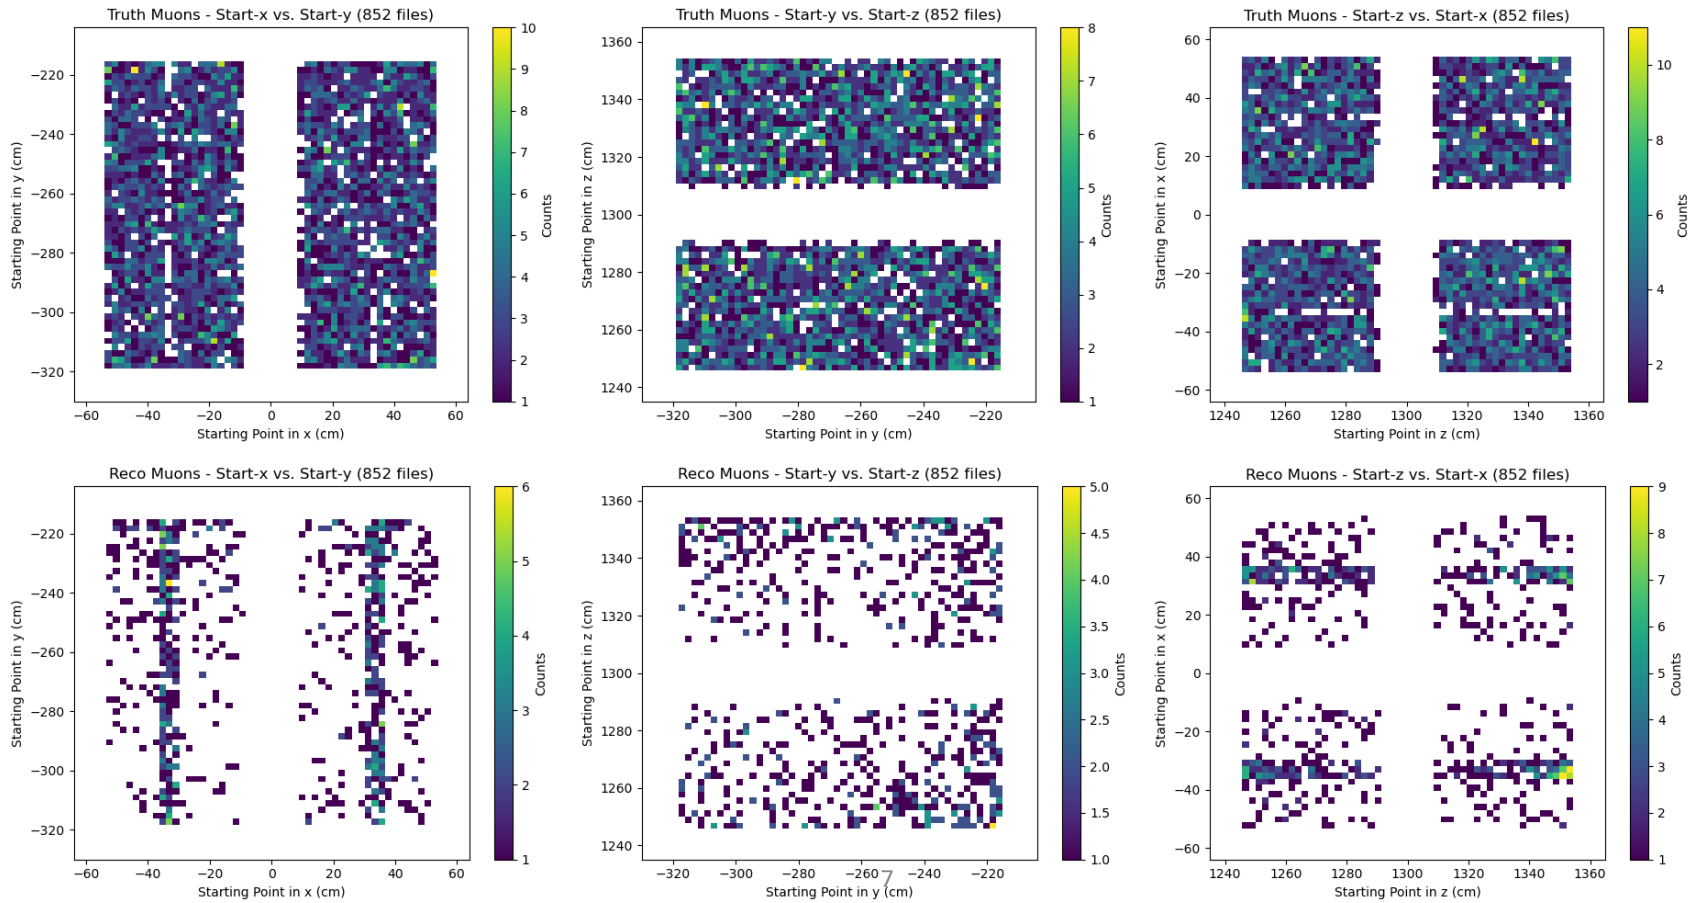 Truth Muons - Start-x vs. Start-y (852 files)
−220
−240
−260
−280
−300
−320
Starting Point in y (cm)
−60 −40 −20 0 20 40 60
Starting Point in x (cm)
10
9
8
7
6
5
4
3
2
1
Counts
Truth Muons - Start-y vs. Start-z (852 files)
1360
1340
1320
1300
1280
1260
1240
Starting Point in z (cm)
−320 −300 −280 −260 −240 −220
Starting Point in y (cm)
8
7
6
5
4
3
2
1
Counts
Truth Muons - Start-z vs. Start-x (852 files)
60
40
20
0
−20
−40
−60
Starting Point in x (cm)
1240 1260 1280 1300 1320 1340 1360
Starting Point in z (cm)
10
8
6
4
2
Counts
Reco Muons - Start-x vs. Start-y (852 files)
−220
−240
−260
−280
−300
−320
Starting Point in y (cm)
−60 −40 −20 0 20 40 60
Starting Point in x (cm)
6
5
4
3
2
1
Counts
Reco Muons - Start-y vs. Start-z (852 files)
1360
1340
1320
1300
1280
1260
1240
Starting Point in z (cm)
−320 −300 −280 −260 −240 −220
Starting Point in y (cm)
5.0
4.5
4.0
3.5
3.0
2.5
2.0
1.5
1.0
Counts
Reco Muons - Start-z vs. Start-x (852 files)
60
40
20
0
−20
−40
−60
Starting Point in x (cm)
1240 1260 1280 1300 1320 1340 1360
Starting Point in z (cm)
9
8
7
6
5
4
3
2
1
Counts
7